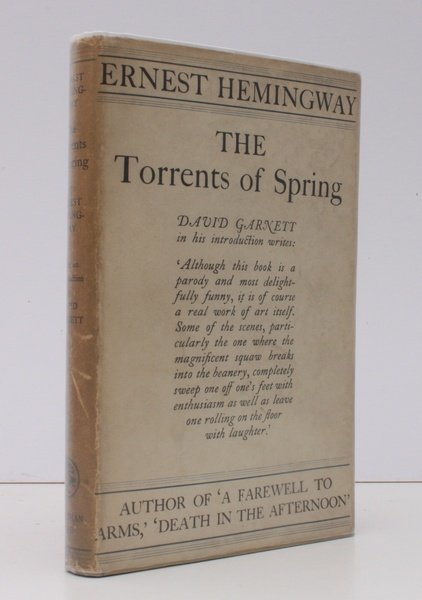 ERNEST HEMINGWAY
THE
Torrents of Spring
DAVID GARNETT
in his introduction writes:
‘Although this book is a
parody and most delight-
fully funny, it is of course
a real work of art itself.
Some of the scenes, parti-
cularly the one where the
magnificent squaw breaks
into the beanery, completely
sweep one off one's feet with
enthusiasm as well as leave
one rolling on the floor
with laughter.’
AUTHOR OF ‘A FAREWELL TO
ARMS,’ ‘DEATH IN THE AFTERNOON’